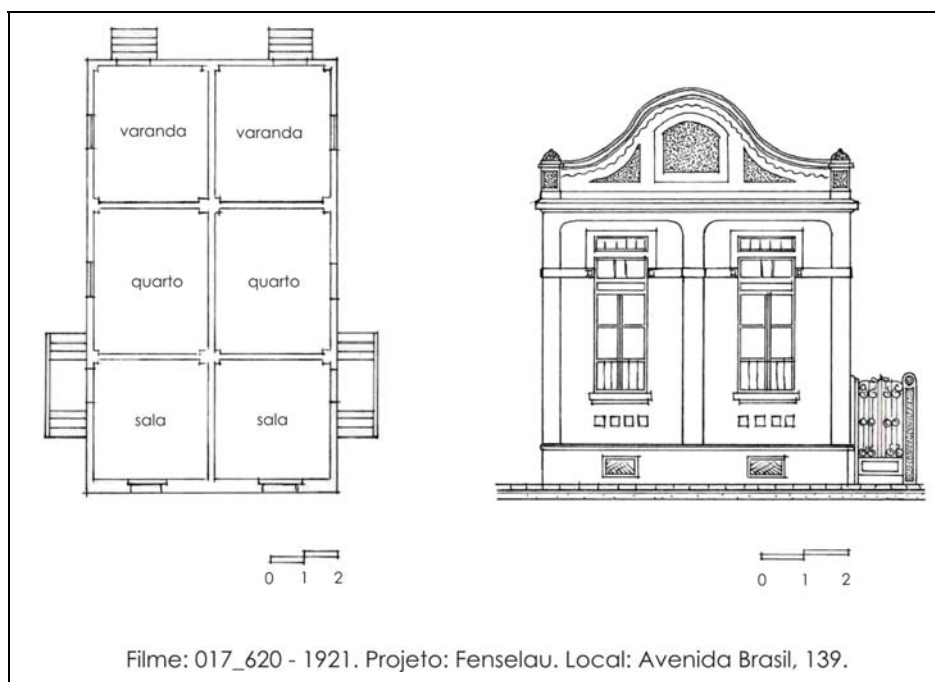 varanda varanda
quarto quarto
sala sala
0 1 2
0 1 2
Filme: 017_620 - 1921. Projeto: Fenselau. Local: Avenida Brasil, 139.